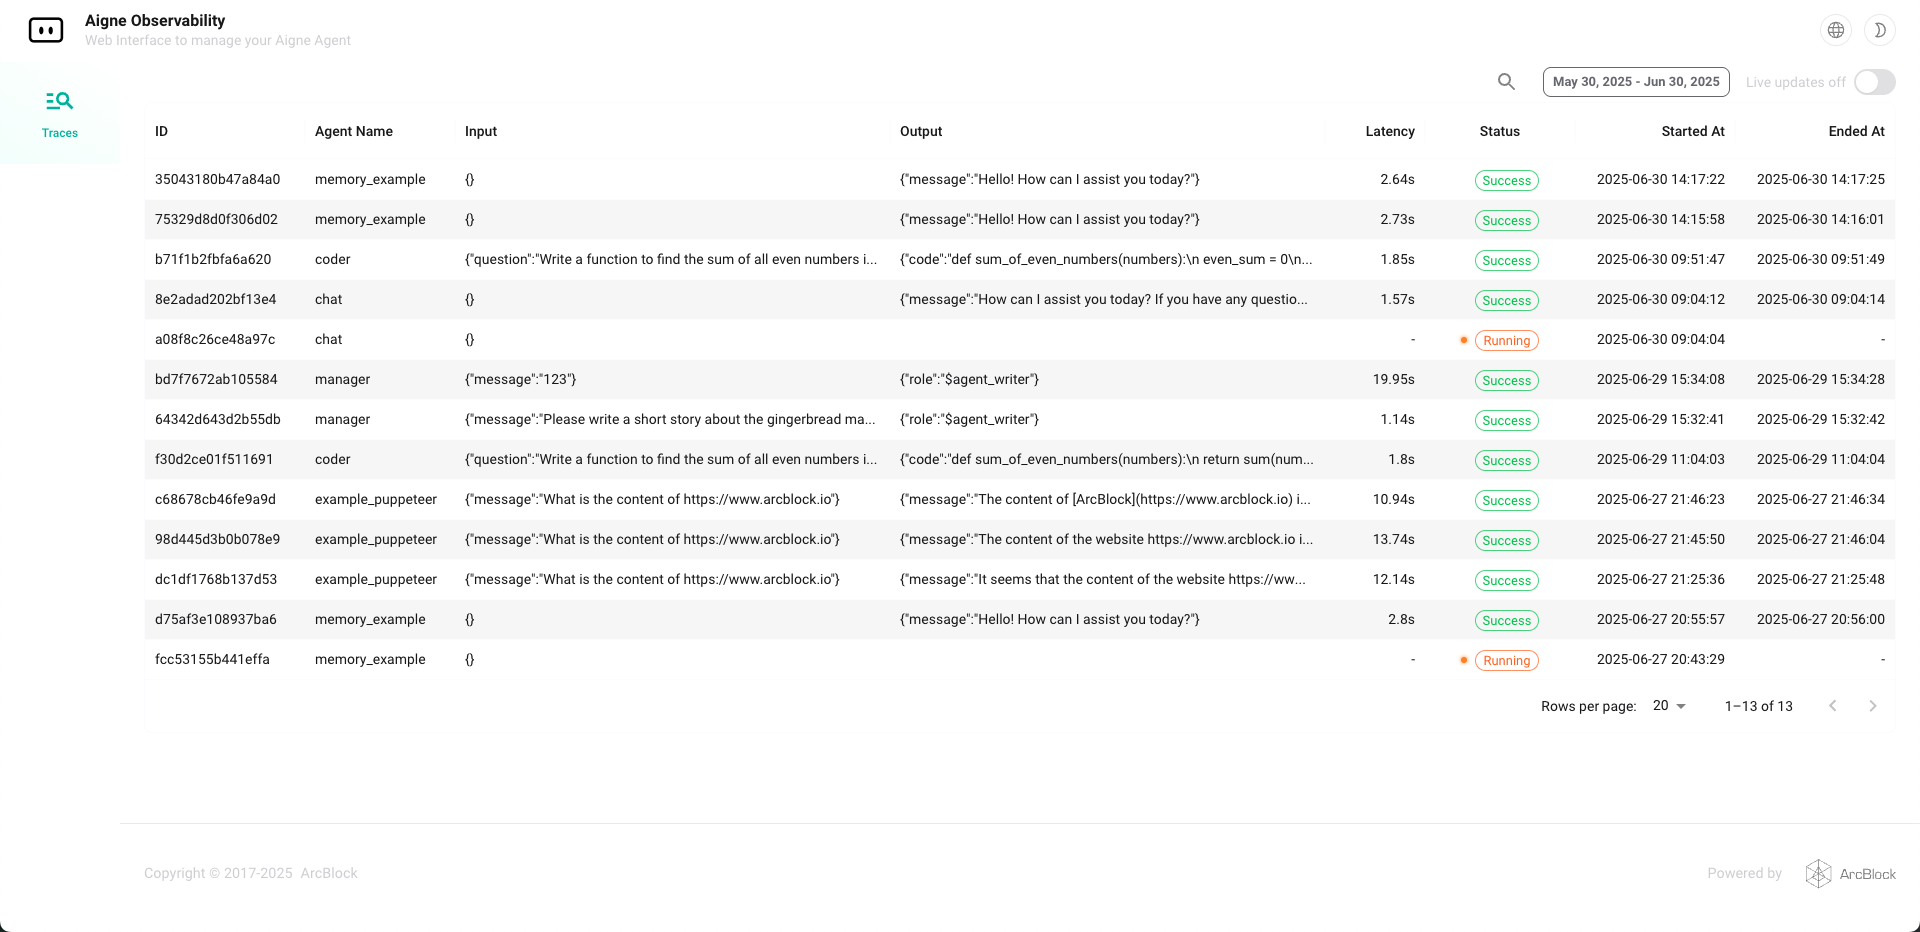 Aigne Observability
Web Interface to manage your Aigne Agent
Traces
May 30, 2025 - Jun 30, 2025 Live updates off
ID Agent Name Input Output Latency Status Started At Ended At
35043180b47a84a0 memory_example {} {"message":"Hello! How can I assist you today?"} 2.64s Success 2025-06-30 14:17:22 2025-06-30 14:17:25
75329d8d0f306d02 memory_example {} {"message":"Hello! How can I assist you today?"} 2.73s Success 2025-06-30 14:15:58 2025-06-30 14:16:01
b71f1b2fbfa6a620 coder {"question":"Write a function to find the sum of all even numbers i... {"code":"def sum_of_even_numbers(numbers):\n even_sum = 0\n... 1.85s Success 2025-06-30 09:51:47 2025-06-30 09:51:49
8e2adad202bf13e4 chat {} {"message":"How can I assist you today? If you have any questio... 1.57s Success 2025-06-30 09:04:12 2025-06-30 09:04:14
a08f8c26ce48a97c chat {} - Running 2025-06-30 09:04:04 -
bd7f7672ab105584 manager {"message":"123"} {"role":"$agent_writer"} 19.95s Success 2025-06-29 15:34:08 2025-06-29 15:34:28
64342d643d2b55db manager {"message":"Please write a short story about the gingerbread ma... {"role":"$agent_writer"} 1.14s Success 2025-06-29 15:32:41 2025-06-29 15:32:42
f30d2ce01f511691 coder {"question":"Write a function to find the sum of all even numbers i... {"code":"def sum_of_even_numbers(numbers):\n return sum(num... 1.8s Success 2025-06-29 11:04:03 2025-06-29 11:04:04
c68678cb46fe9a9d example_puppeteer {"message":"What is the content of https://www.arcblock.io"} {"message":"The content of [ArcBlock](https://www.arcblock.io) i... 10.94s Success 2025-06-27 21:46:23 2025-06-27 21:46:34
98d445d3b0b078e9 example_puppeteer {"message":"What is the content of https://www.arcblock.io"} {"message":"The content of the website https://www.arcblock.io i... 13.74s Success 2025-06-27 21:45:50 2025-06-27 21:46:04
dc1df1768b137d53 example_puppeteer {"message":"What is the content of https://www.arcblock.io"} {"message":"It seems that the content of the website https://ww... 12.14s Success 2025-06-27 21:25:36 2025-06-27 21:25:48
d75af3e108937ba6 memory_example {} {"message":"Hello! How can I assist you today?"} 2.8s Success 2025-06-27 20:55:57 2025-06-27 20:56:00
fcc53155b441effa memory_example {} - Running 2025-06-27 20:43:29 -
Rows per page: 20 1–13 of 13
Copyright © 2017-2025 ArcBlock Powered by ArcBlock